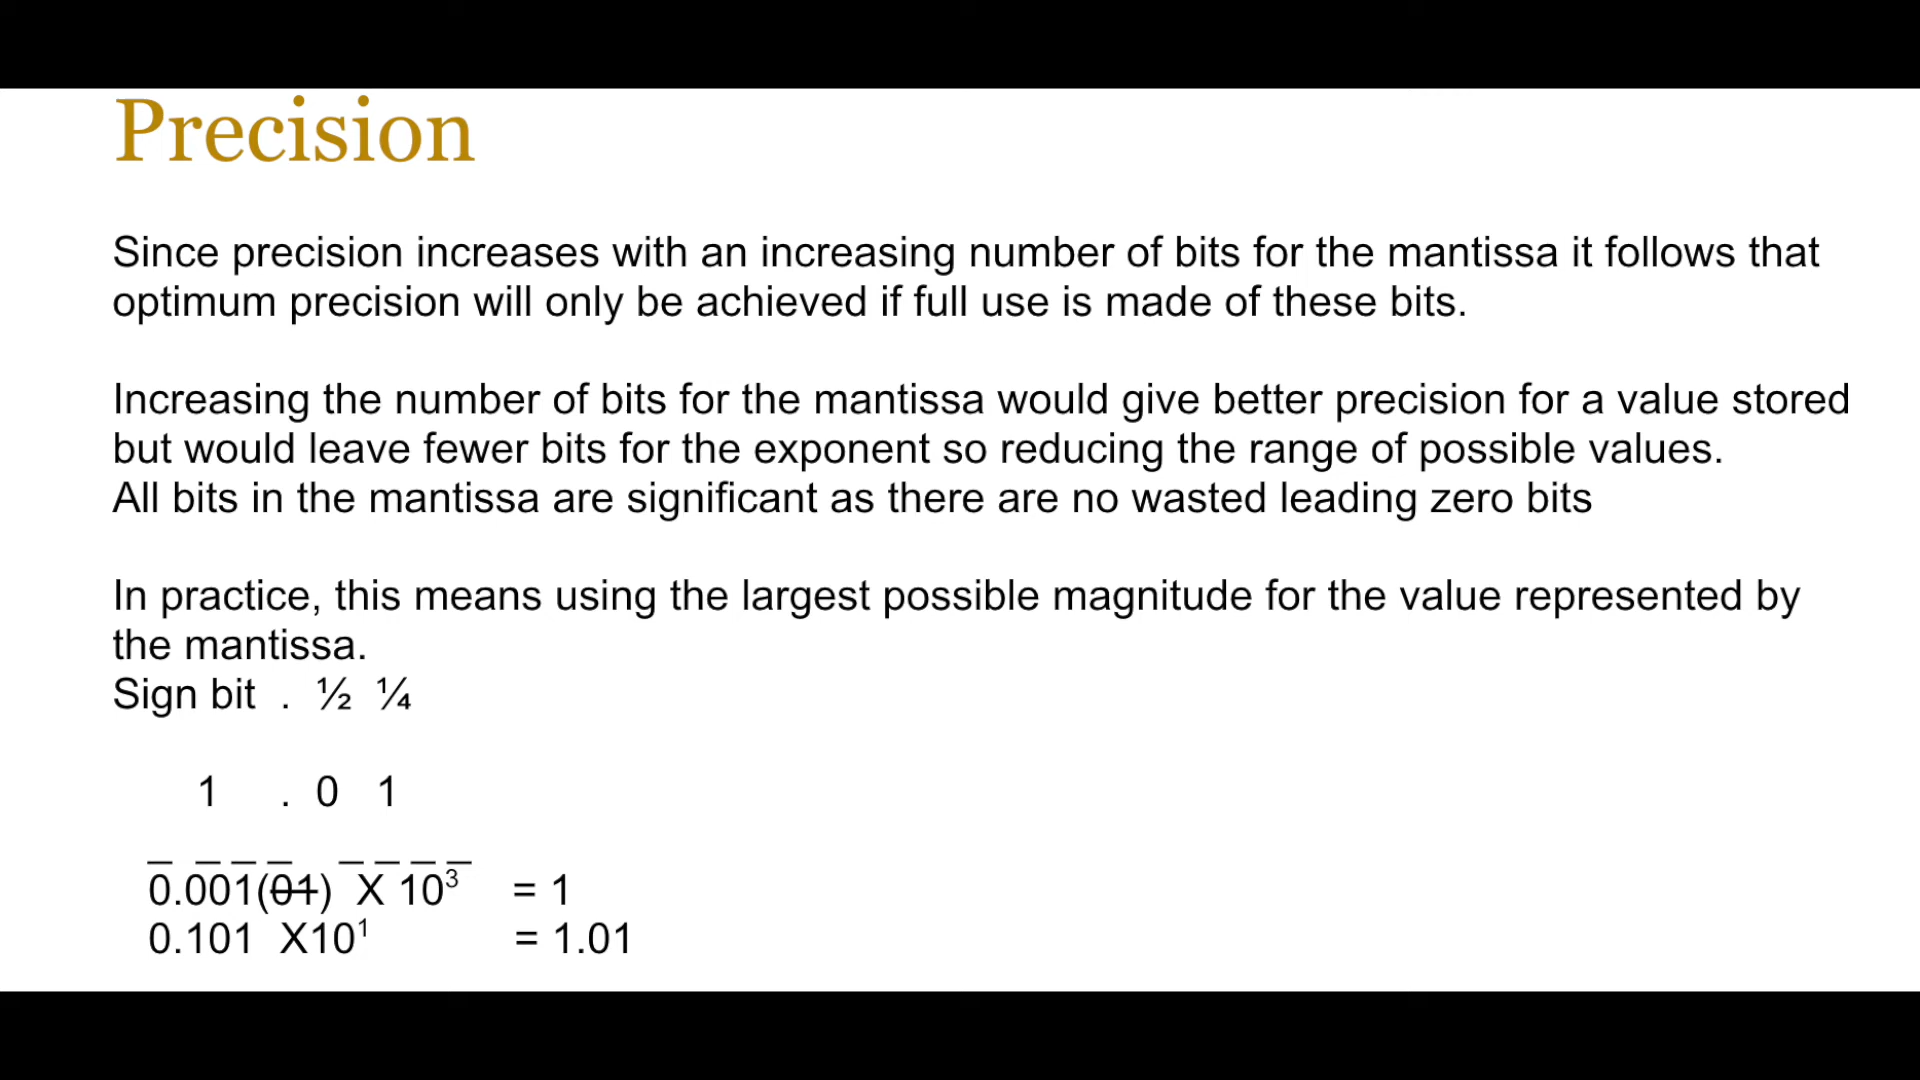 Precision
Since precision increases with an increasing number of bits for the mantissa it follows that
optimum precision will only be achieved if full use is made of these bits.
Increasing the number of bits for the mantissa would give better precision for a value stored
but would leave fewer bits for the exponent so reducing the range of possible values.
All bits in the mantissa are significant as there are no wasted leading zero bits
In practice, this means using the largest possible magnitude for the value represented by
the mantissa.
Sign bit . ½ ¼
1 . 0 1
_ _ _ _ _ _ _ _
0.001(01) X 10³ = 1
0.101 X10¹ = 1.01